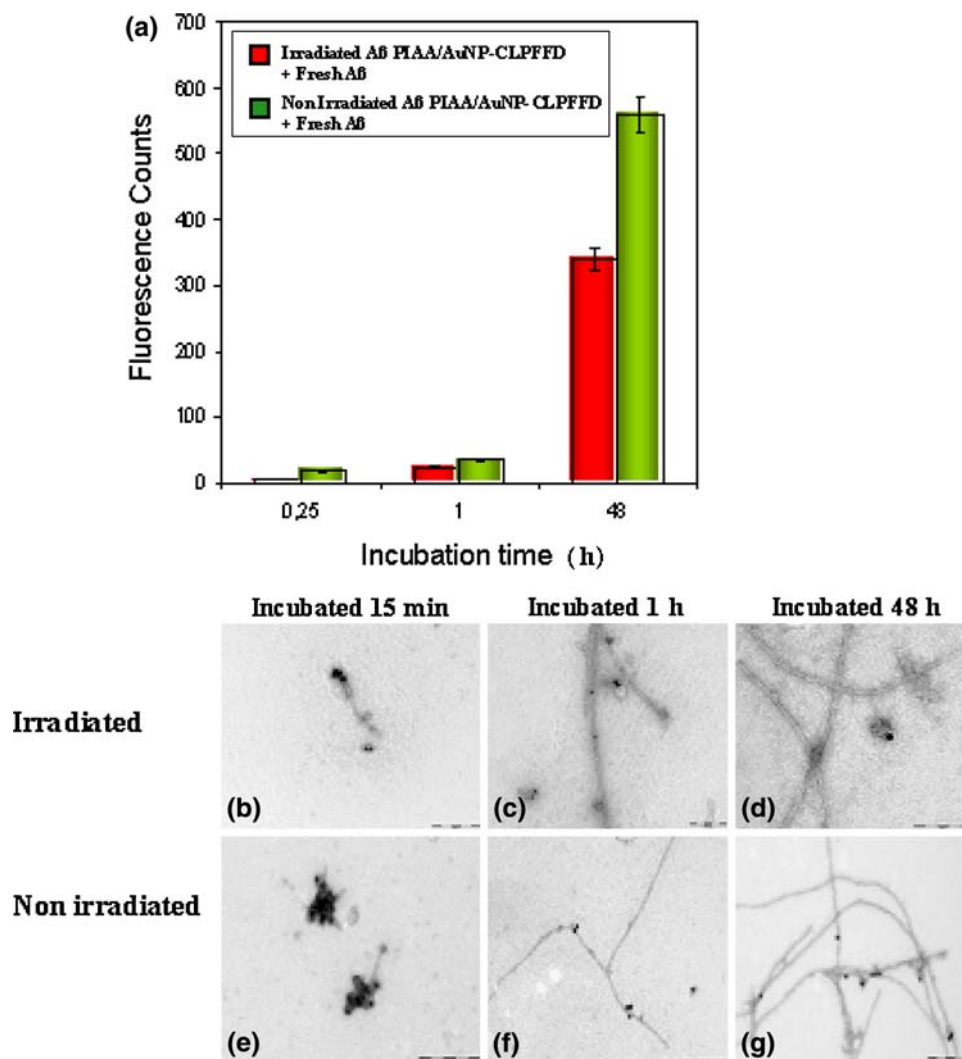 (a)
700
600
500
400
300
200
100
0
Fluorescence Counts
Irradiated Aß PIAA/AuNP-CLPFFD
+ Fresh Aß
Non Irradiated Aß PIAA/AuNP-CLPFFD
+ Fresh Aß
0,25 1 48
Incubation time (h)
Incubated 15 min Incubated 1 h Incubated 48 h
Irradiated
(b) (c) (d)
Non irradiated
(e) (f) (g)